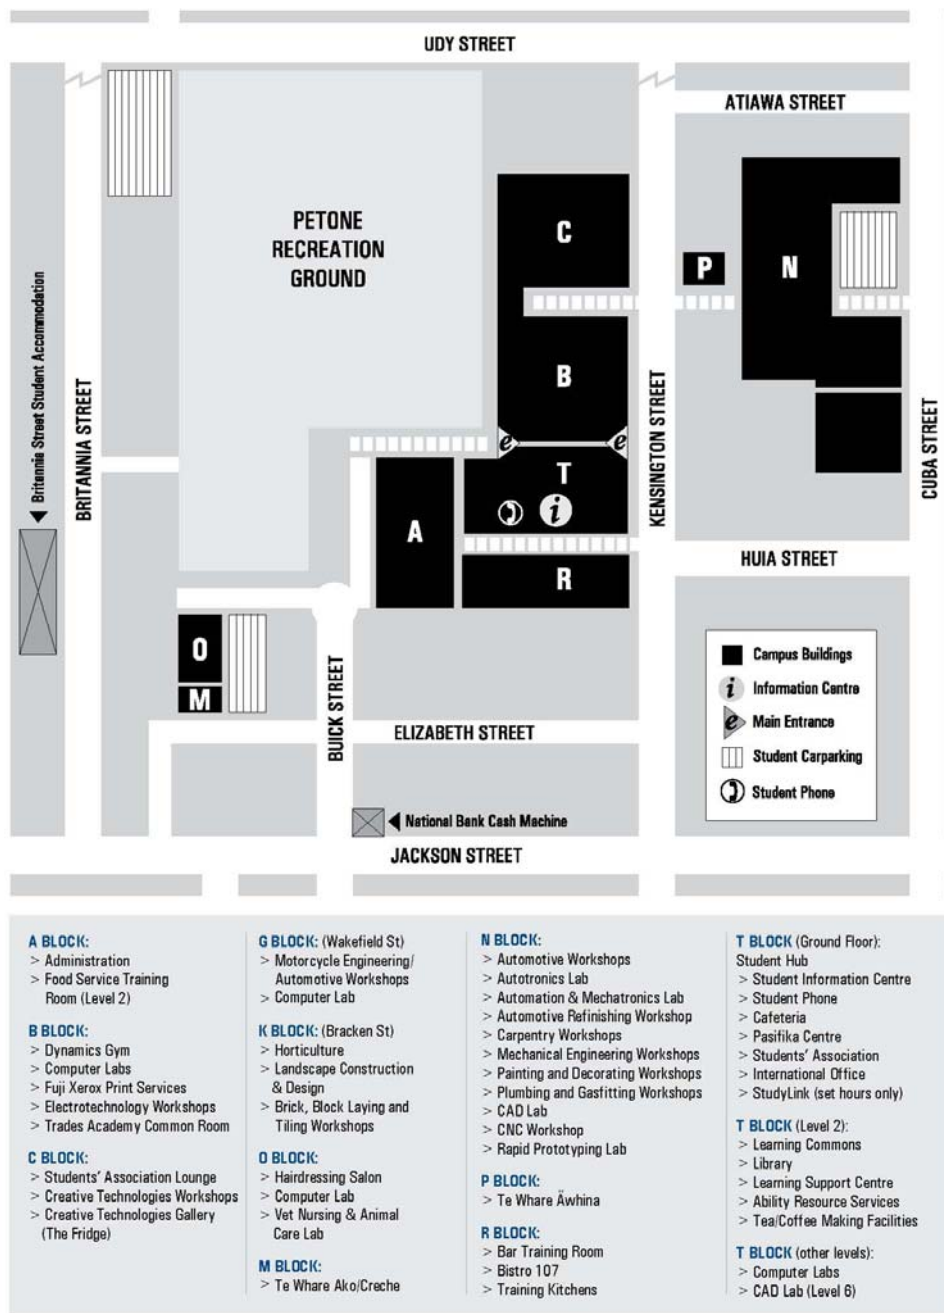 UDY STREET
ATIAWA STREET
PETONE
RECREATION
GROUND
C
P
N
B
Britannie Street Student Accommodation
BRITANNIA STREET
KENSINGTON STREET
CUBA STREET
e
e
T
i
A
R
HUIA STREET
O
M
BUICK STREET
ELIZABETH STREET
Campus Buildings
i Information Centre
e Main Entrance
Student Carparking
Student Phone
National Bank Cash Machine
JACKSON STREET
A BLOCK:
> Administration
> Food Service Training
Room (Level 2)
B BLOCK:
> Dynamics Gym
> Computer Labs
> Fuji Xerox Print Services
> Electrotechnology Workshops
> Trades Academy Common Room
C BLOCK:
> Students' Association Lounge
> Creative Technologies Workshops
> Creative Technologies Gallery
(The Fridge)
G BLOCK: (Wakefield St)
> Motorcycle Engineering/
Automotive Workshops
> Computer Lab
K BLOCK: (Bracken St)
> Horticulture
> Landscape Construction
& Design
> Brick, Block Laying and
Tiling Workshops
O BLOCK:
> Hairdressing Salon
> Computer Lab
> Vet Nursing & Animal
Care Lab
M BLOCK:
> Te Whare Ako/Creche
N BLOCK:
> Automotive Workshops
> Autotronics Lab
> Automation & Mechatronics Lab
> Automotive Refinishing Workshop
> Carpentry Workshops
> Mechanical Engineering Workshops
> Painting and Decorating Workshops
> Plumbing and Gasfitting Workshops
> CAD Lab
> CNC Workshop
> Rapid Prototyping Lab
P BLOCK:
> Te Whare Äwhina
R BLOCK:
> Bar Training Room
> Bistro 107
> Training Kitchens
T BLOCK (Ground Floor):
Student Hub
> Student Information Centre
> Student Phone
> Cafeteria
> Pasifika Centre
> Students' Association
> International Office
> StudyLink (set hours only)
T BLOCK (Level 2):
> Learning Commons
> Library
> Learning Support Centre
> Ability Resource Services
> Tea/Coffee Making Facilities
T BLOCK (other levels):
> Computer Labs
> CAD Lab (Level 6)